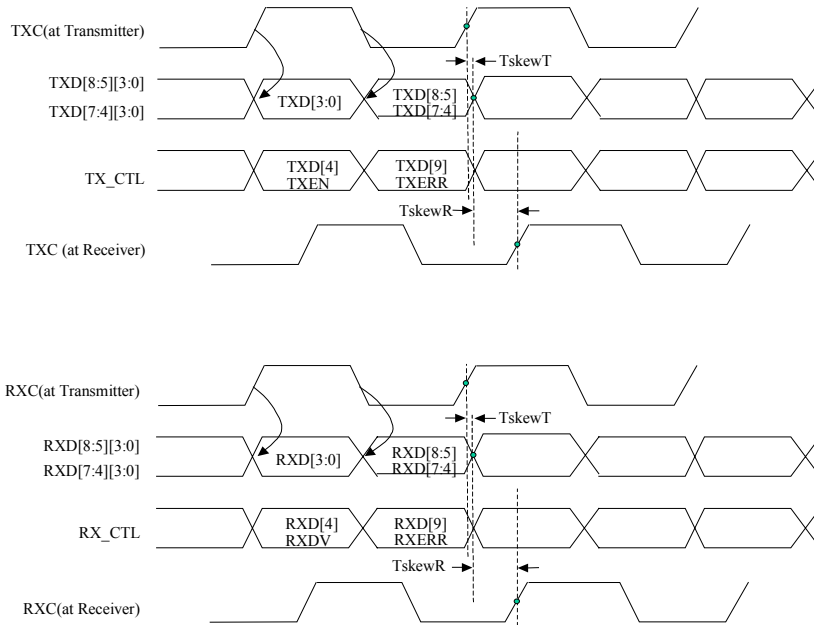 TXC(at Transmitter)
TskewT
TXD[8:5][3:0]
TXD[7:4][3:0]
TXD[3:0]
TXD[8:5]
TXD[7:4]
TX_CTL
TXD[4]
TXEN
TXD[9]
TXERR
TskewR
TXC (at Receiver)
RXC(at Transmitter)
TskewT
RXD[8:5][3:0]
RXD[7:4][3:0]
RXD[3:0]
RXD[8:5]
RXD[7:4]
RX_CTL
RXD[4]
RXDV
RXD[9]
RXERR
TskewR
RXC(at Receiver)